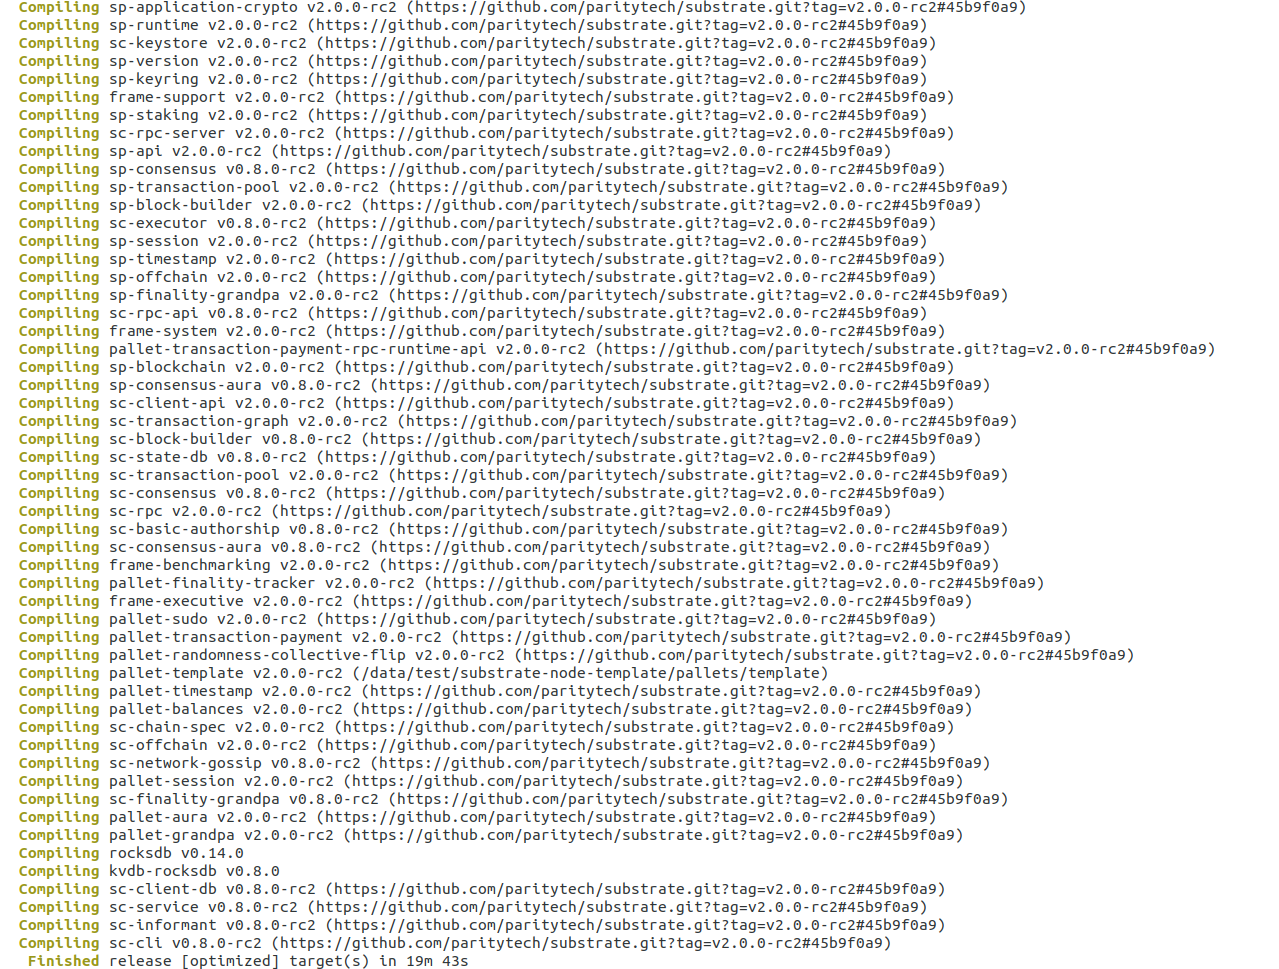 Compiling sp-application-crypto v2.0.0-rc2 (https://github.com/paritytech/substrate.git?tag=v2.0.0-rc2#45b9f0a9)
Compiling sp-runtime v2.0.0-rc2 (https://github.com/paritytech/substrate.git?tag=v2.0.0-rc2#45b9f0a9)
Compiling sc-keystore v2.0.0-rc2 (https://github.com/paritytech/substrate.git?tag=v2.0.0-rc2#45b9f0a9)
Compiling sp-version v2.0.0-rc2 (https://github.com/paritytech/substrate.git?tag=v2.0.0-rc2#45b9f0a9)
Compiling sp-keyring v2.0.0-rc2 (https://github.com/paritytech/substrate.git?tag=v2.0.0-rc2#45b9f0a9)
Compiling frame-support v2.0.0-rc2 (https://github.com/paritytech/substrate.git?tag=v2.0.0-rc2#45b9f0a9)
Compiling sp-staking v2.0.0-rc2 (https://github.com/paritytech/substrate.git?tag=v2.0.0-rc2#45b9f0a9)
Compiling sc-rpc-server v2.0.0-rc2 (https://github.com/paritytech/substrate.git?tag=v2.0.0-rc2#45b9f0a9)
Compiling sp-api v2.0.0-rc2 (https://github.com/paritytech/substrate.git?tag=v2.0.0-rc2#45b9f0a9)
Compiling sp-consensus v0.8.0-rc2 (https://github.com/paritytech/substrate.git?tag=v2.0.0-rc2#45b9f0a9)
Compiling sp-transaction-pool v2.0.0-rc2 (https://github.com/paritytech/substrate.git?tag=v2.0.0-rc2#45b9f0a9)
Compiling sp-block-builder v2.0.0-rc2 (https://github.com/paritytech/substrate.git?tag=v2.0.0-rc2#45b9f0a9)
Compiling sc-executor v0.8.0-rc2 (https://github.com/paritytech/substrate.git?tag=v2.0.0-rc2#45b9f0a9)
Compiling sp-session v2.0.0-rc2 (https://github.com/paritytech/substrate.git?tag=v2.0.0-rc2#45b9f0a9)
Compiling sp-timestamp v2.0.0-rc2 (https://github.com/paritytech/substrate.git?tag=v2.0.0-rc2#45b9f0a9)
Compiling sp-offchain v2.0.0-rc2 (https://github.com/paritytech/substrate.git?tag=v2.0.0-rc2#45b9f0a9)
Compiling sp-finality-grandpa v2.0.0-rc2 (https://github.com/paritytech/substrate.git?tag=v2.0.0-rc2#45b9f0a9)
Compiling sc-rpc-api v0.8.0-rc2 (https://github.com/paritytech/substrate.git?tag=v2.0.0-rc2#45b9f0a9)
Compiling frame-system v2.0.0-rc2 (https://github.com/paritytech/substrate.git?tag=v2.0.0-rc2#45b9f0a9)
Compiling pallet-transaction-payment-rpc-runtime-api v2.0.0-rc2 (https://github.com/paritytech/substrate.git?tag=v2.0.0-rc2#45b9f0a9)
Compiling sp-blockchain v2.0.0-rc2 (https://github.com/paritytech/substrate.git?tag=v2.0.0-rc2#45b9f0a9)
Compiling sp-consensus-aura v0.8.0-rc2 (https://github.com/paritytech/substrate.git?tag=v2.0.0-rc2#45b9f0a9)
Compiling sc-client-api v2.0.0-rc2 (https://github.com/paritytech/substrate.git?tag=v2.0.0-rc2#45b9f0a9)
Compiling sc-transaction-graph v2.0.0-rc2 (https://github.com/paritytech/substrate.git?tag=v2.0.0-rc2#45b9f0a9)
Compiling sc-block-builder v0.8.0-rc2 (https://github.com/paritytech/substrate.git?tag=v2.0.0-rc2#45b9f0a9)
Compiling sc-state-db v0.8.0-rc2 (https://github.com/paritytech/substrate.git?tag=v2.0.0-rc2#45b9f0a9)
Compiling sc-transaction-pool v2.0.0-rc2 (https://github.com/paritytech/substrate.git?tag=v2.0.0-rc2#45b9f0a9)
Compiling sc-consensus v0.8.0-rc2 (https://github.com/paritytech/substrate.git?tag=v2.0.0-rc2#45b9f0a9)
Compiling sc-rpc v2.0.0-rc2 (https://github.com/paritytech/substrate.git?tag=v2.0.0-rc2#45b9f0a9)
Compiling sc-basic-authorship v0.8.0-rc2 (https://github.com/paritytech/substrate.git?tag=v2.0.0-rc2#45b9f0a9)
Compiling sc-consensus-aura v0.8.0-rc2 (https://github.com/paritytech/substrate.git?tag=v2.0.0-rc2#45b9f0a9)
Compiling frame-benchmarking v2.0.0-rc2 (https://github.com/paritytech/substrate.git?tag=v2.0.0-rc2#45b9f0a9)
Compiling pallet-finality-tracker v2.0.0-rc2 (https://github.com/paritytech/substrate.git?tag=v2.0.0-rc2#45b9f0a9)
Compiling frame-executive v2.0.0-rc2 (https://github.com/paritytech/substrate.git?tag=v2.0.0-rc2#45b9f0a9)
Compiling pallet-sudo v2.0.0-rc2 (https://github.com/paritytech/substrate.git?tag=v2.0.0-rc2#45b9f0a9)
Compiling pallet-transaction-payment v2.0.0-rc2 (https://github.com/paritytech/substrate.git?tag=v2.0.0-rc2#45b9f0a9)
Compiling pallet-randomness-collective-flip v2.0.0-rc2 (https://github.com/paritytech/substrate.git?tag=v2.0.0-rc2#45b9f0a9)
Compiling pallet-template v2.0.0-rc2 (/data/test/substrate-node-template/pallets/template)
Compiling pallet-timestamp v2.0.0-rc2 (https://github.com/paritytech/substrate.git?tag=v2.0.0-rc2#45b9f0a9)
Compiling pallet-balances v2.0.0-rc2 (https://github.com/paritytech/substrate.git?tag=v2.0.0-rc2#45b9f0a9)
Compiling sc-chain-spec v2.0.0-rc2 (https://github.com/paritytech/substrate.git?tag=v2.0.0-rc2#45b9f0a9)
Compiling sc-offchain v2.0.0-rc2 (https://github.com/paritytech/substrate.git?tag=v2.0.0-rc2#45b9f0a9)
Compiling sc-network-gossip v0.8.0-rc2 (https://github.com/paritytech/substrate.git?tag=v2.0.0-rc2#45b9f0a9)
Compiling pallet-session v2.0.0-rc2 (https://github.com/paritytech/substrate.git?tag=v2.0.0-rc2#45b9f0a9)
Compiling sc-finality-grandpa v0.8.0-rc2 (https://github.com/paritytech/substrate.git?tag=v2.0.0-rc2#45b9f0a9)
Compiling pallet-aura v2.0.0-rc2 (https://github.com/paritytech/substrate.git?tag=v2.0.0-rc2#45b9f0a9)
Compiling pallet-grandpa v2.0.0-rc2 (https://github.com/paritytech/substrate.git?tag=v2.0.0-rc2#45b9f0a9)
Compiling rocksdb v0.14.0
Compiling kvdb-rocksdb v0.8.0
Compiling sc-client-db v0.8.0-rc2 (https://github.com/paritytech/substrate.git?tag=v2.0.0-rc2#45b9f0a9)
Compiling sc-service v0.8.0-rc2 (https://github.com/paritytech/substrate.git?tag=v2.0.0-rc2#45b9f0a9)
Compiling sc-informant v0.8.0-rc2 (https://github.com/paritytech/substrate.git?tag=v2.0.0-rc2#45b9f0a9)
Compiling sc-cli v0.8.0-rc2 (https://github.com/paritytech/substrate.git?tag=v2.0.0-rc2#45b9f0a9)
Finished release [optimized] target(s) in 19m 43s